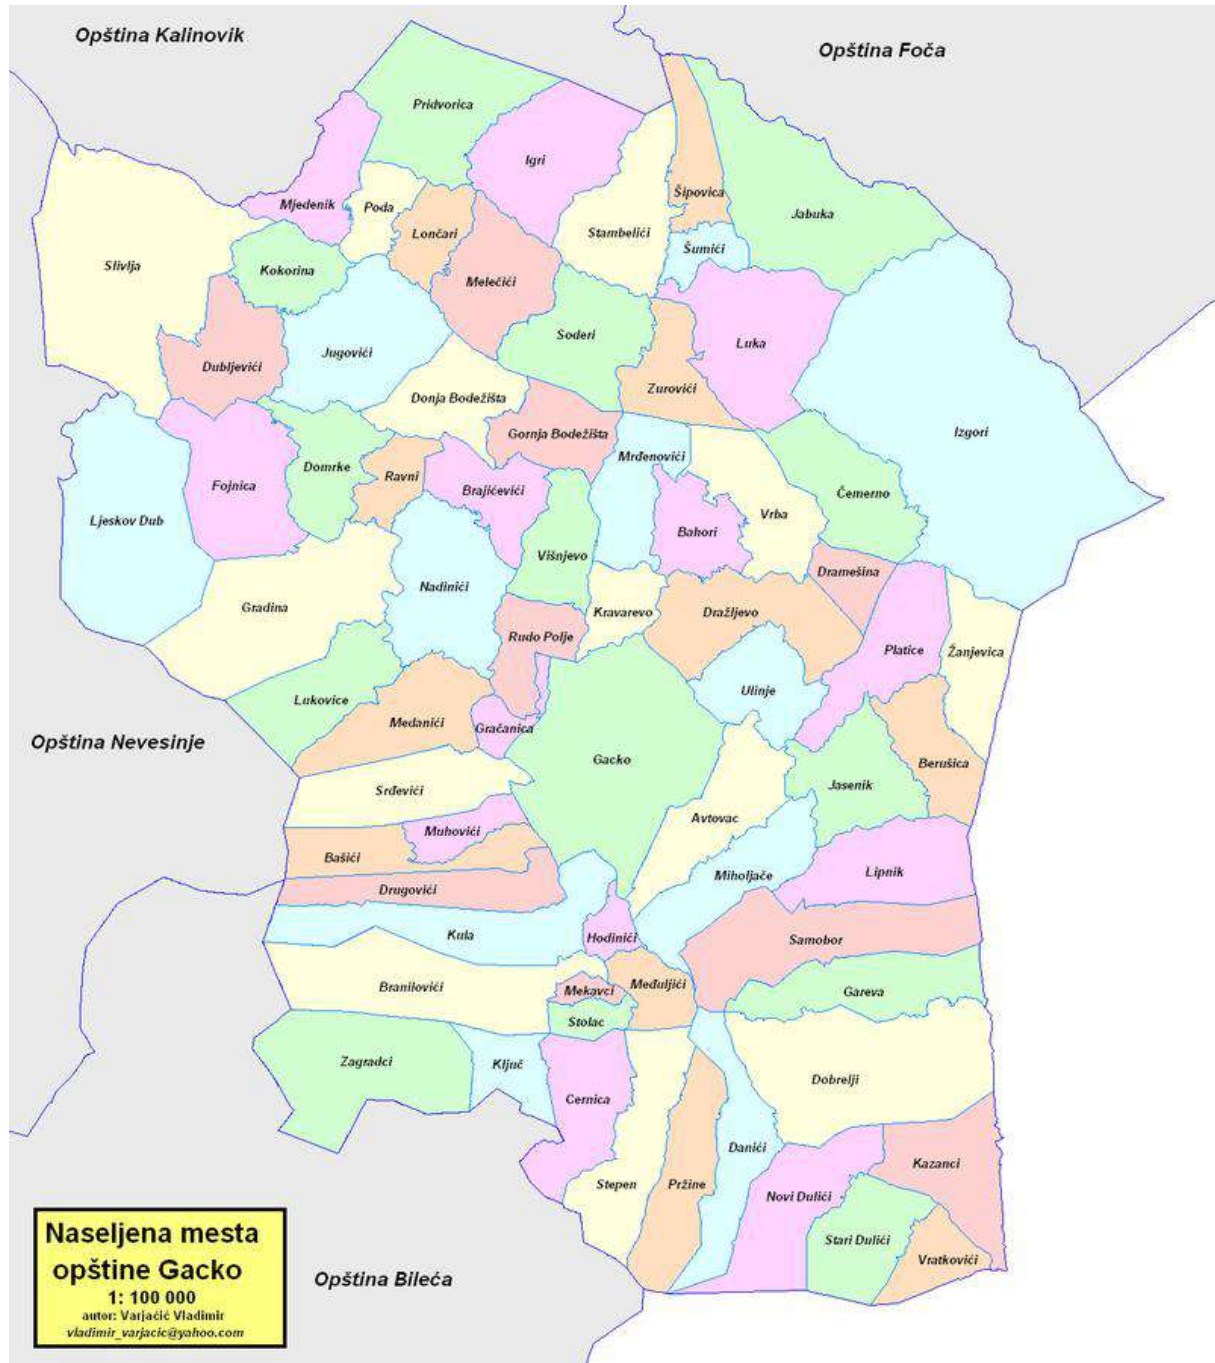 Opština Kalinovik
Opština Foča
Pridvorica
Igri
Šipovica
Mjedenik
Poda
Jabuka
Lončari
Stambelići
Šumići
Slivlja
Kokorina
Melečići
Soderi
Luka
Jugovići
Dubljevići
Zurovići
Donja Bodežišta
Gornja Bodežišta
Izgori
Mrđenovići
Domrke
Ravni
Fojnica
Brajićevići
Čemerno
Ljeskov Dub
Vrba
Bahori
Višnjevo
Dramešina
Nadinići
Gradina
Kravarevo
Dražljevo
Rudo Polje
Platice
Žanjevica
Ulinje
Lukovice
Medanići
Gračanica
Opština Nevesinje
Gacko
Berušica
Jasenik
Srđevići
Avtovac
Muhovići
Bašići
Miholjače
Lipnik
Drugovići
Kula
Hodinići
Samobor
Branilovići
Mekavci
Međuljići
Gareva
Stolac
Zagradci
Ključ
Dobrelji
Cernica
Danići
Kazanci
Stepen
Pržine
Novi Dulići
Stari Dulići
Vratkovići
Opština Bileća
Naseljena mesta
opštine Gacko
1: 100 000
autor: Varjačić Vladimir
vladimir_varjacic@yahoo.com